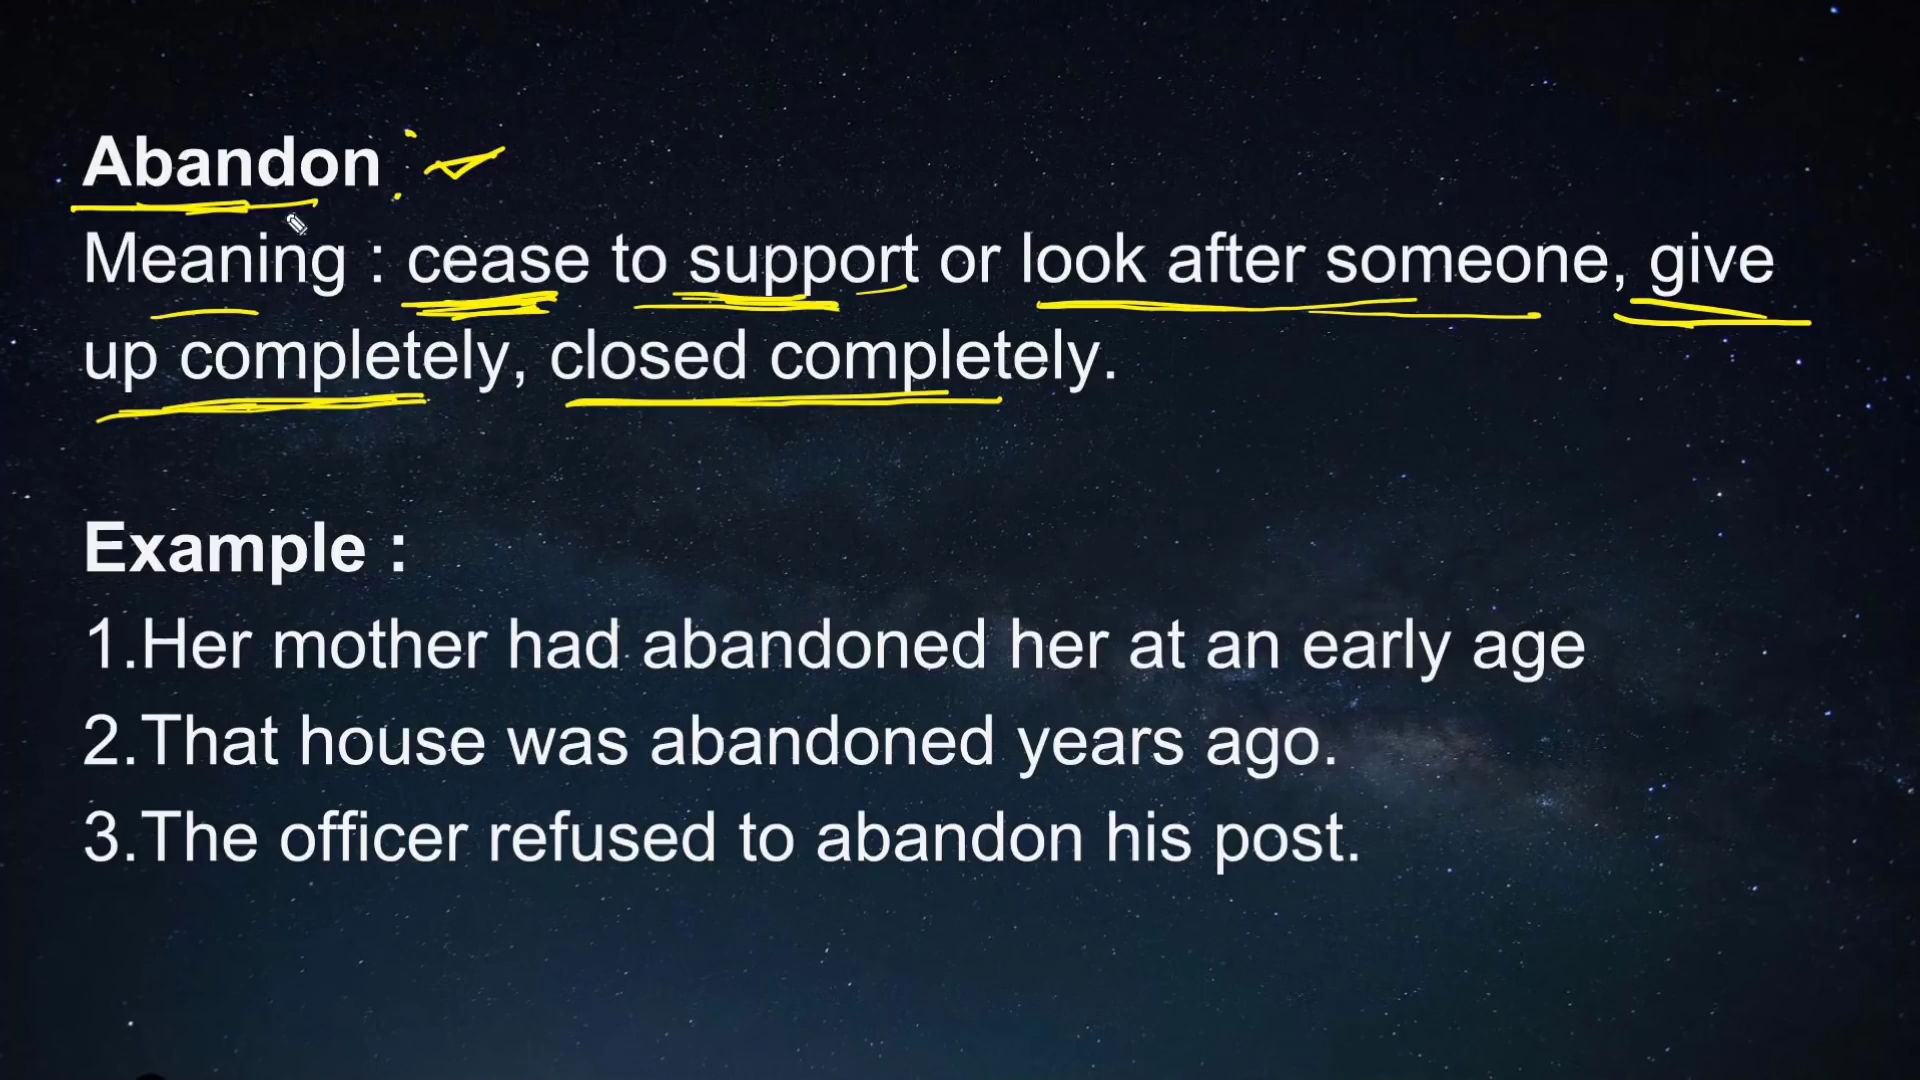 Abandon :
Meaning : cease to support or look after someone, give
up completely, closed completely.
Example :
1.Her mother had abandoned her at an early age
2.That house was abandoned years ago.
3.The officer refused to abandon his post.